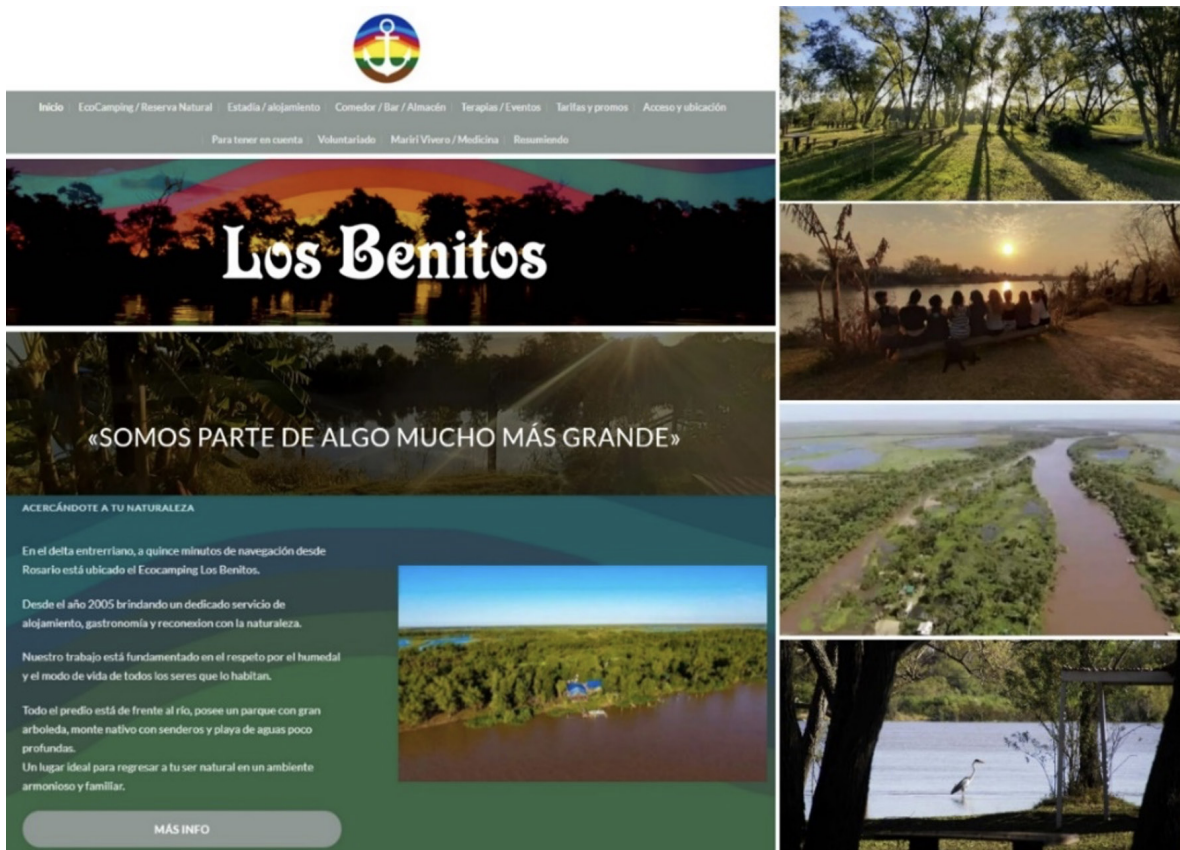 Inicio EcoCamping / Reserva Natural Estadía / alojamiento Comedor / Bar / Almacén Terapias / Eventos Tarifas y promos Acceso y ubicación
Para tener en cuenta Voluntariado Mariri Vivero / Medicina Resumiendo
Los Benitos
«SOMOS PARTE DE ALGO MUCHO MÁS GRANDE»
ACERCÁNDOTE A TU NATURALEZA
En el delta entrerriano, a quince minutos de navegación desde
Rosario está ubicado el Ecocamping Los Benitos.
Desde el año 2005 brindando un dedicado servicio de
alojamiento, gastronomía y reconexion con la naturaleza.
Nuestro trabajo está fundamentado en el respeto por el humedal
y el modo de vida de todos los seres que lo habitan.
Todo el predio está de frente al río, posee un parque con gran
arboleda, monte nativo con senderos y playa de aguas poco
profundas.
Un lugar ideal para regresar a tu ser natural en un ambiente
armonioso y familiar.
MÁS INFO